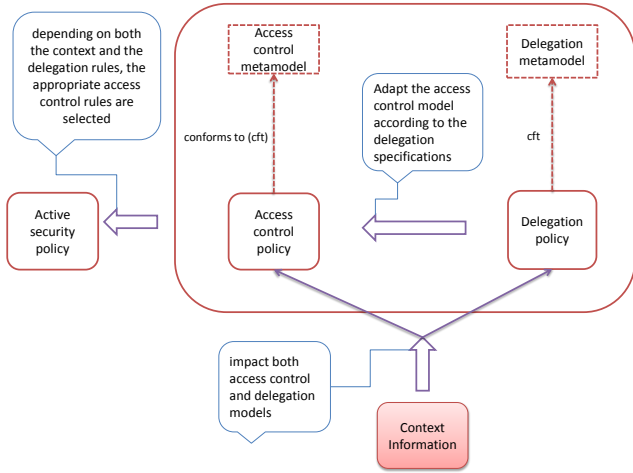 depending on both
the context and the
delegation rules, the
appropriate access
control rules are
selected
Access
control
metamodel
Delegation
metamodel
Adapt the access
control model
according to the
delegation
specifications
conforms to (cft)
cft
Active
security
policy
Access
control
policy
Delegation
policy
impact both
access control
and delegation
models
Context
Information